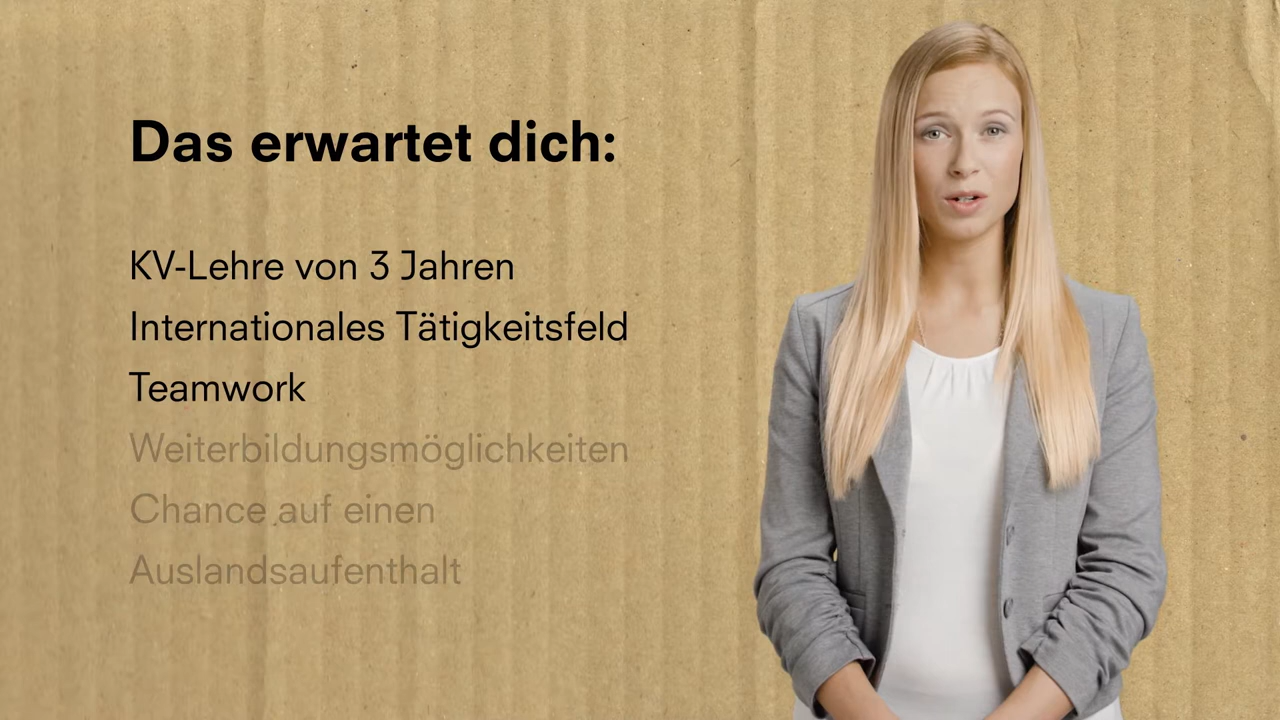 Das erwartet dich:
KV-Lehre von 3 Jahren
Internationales Tätigkeitsfeld
Teamwork
Weiterbildungsmöglichkeiten
Chance auf einen
Auslandsaufenthalt